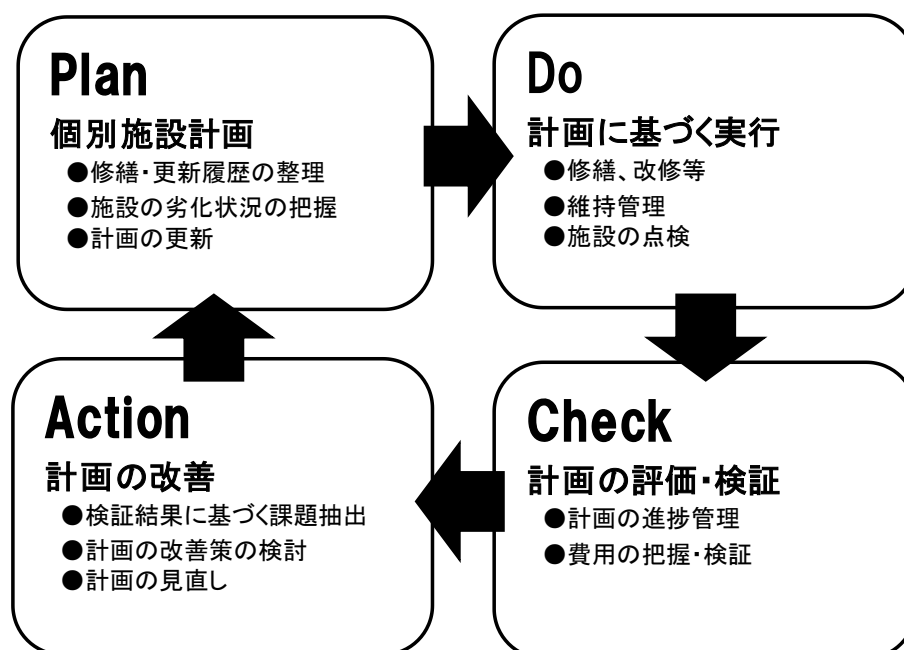 Plan
個別施設計画
●修繕・更新履歴の整理
●施設の劣化状況の把握
●計画の更新
Do
計画に基づく実行
●修繕、改修等
●維持管理
●施設の点検
Action
計画の改善
●検証結果に基づく課題抽出
●計画の改善策の検討
●計画の見直し
Check
計画の評価・検証
●計画の進捗管理
●費用の把握・検証